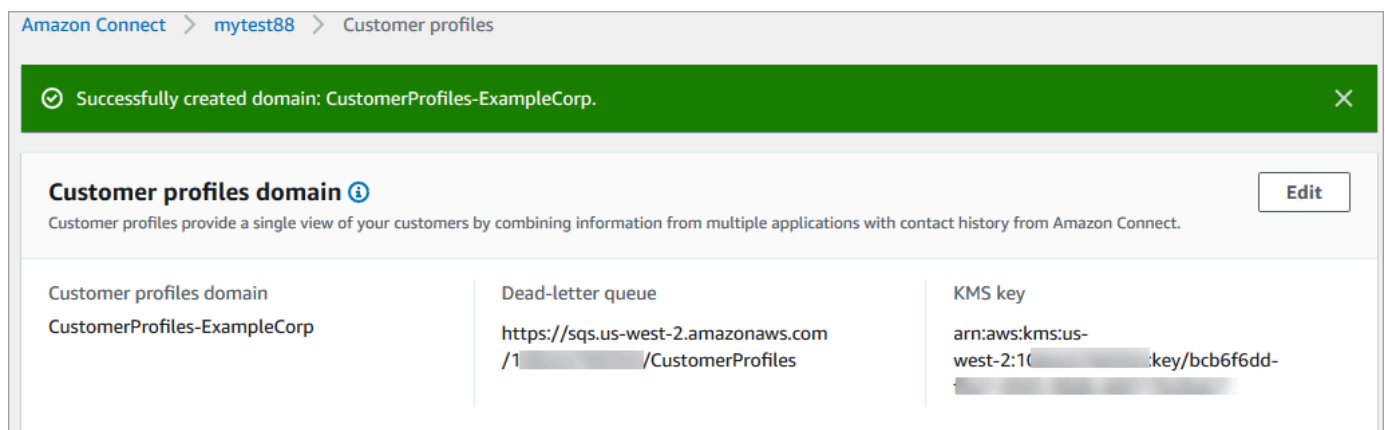 Amazon Connect > mytest88 > Customer profiles
Successfully created domain: CustomerProfiles-ExampleCorp.
Customer profiles domain
Edit
Customer profiles provide a single view of your customers by combining information from multiple applications with contact history from Amazon Connect.
Customer profiles domain
CustomerProfiles-ExampleCorp
Dead-letter queue
https://sqs.us-west-2.amazonaws.com
/1 /CustomerProfiles
KMS key
arn:aws:kms:us-
west-2:10 :key/bcb6f6dd-